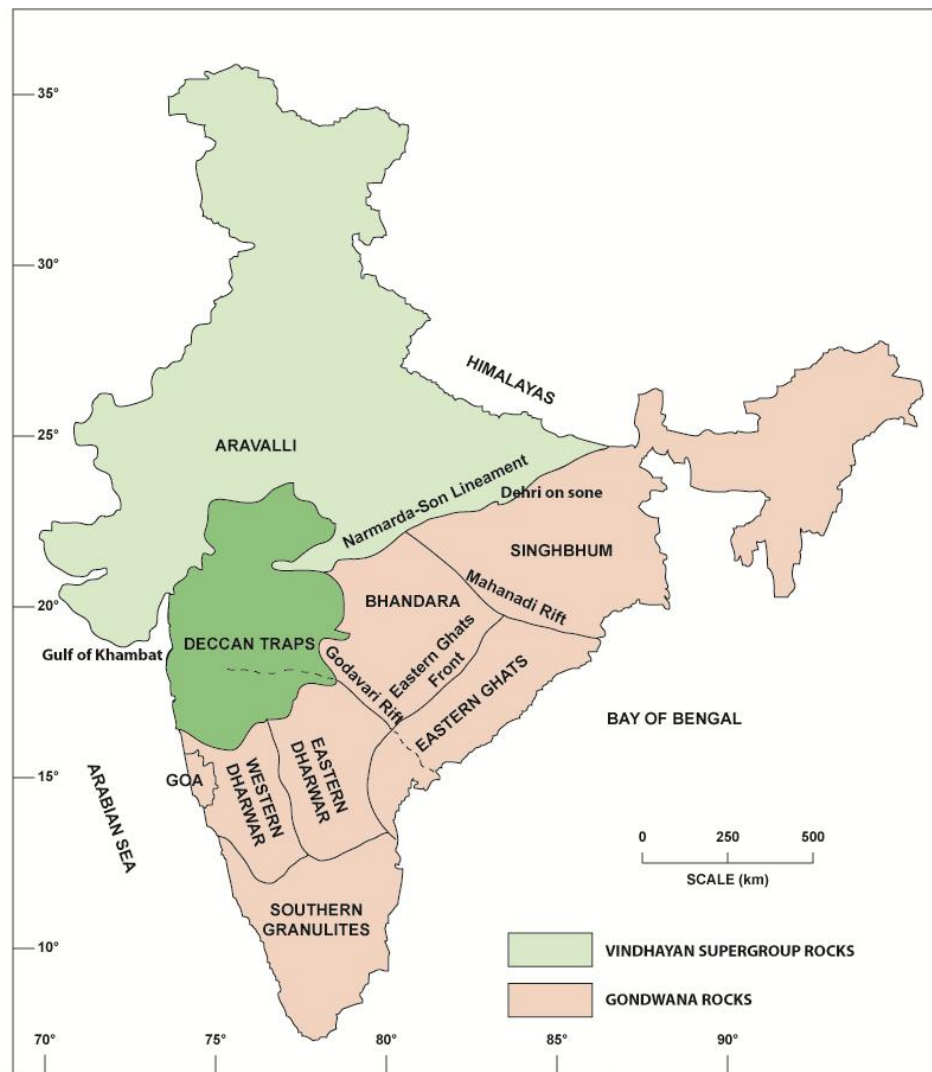 35°
30°
HIMALAYAS
25°
ARAVALLI
Narmarda-Son Lineament
Dehri on sone
SINGHBHUM
Mahanadi Rift
BHANDARA
20°
DECCAN TRAPS
Gulf of Khambat
Godavari Rift
Eastern Ghats
Front
EASTERN GHATS
BAY OF BENGAL
15°
GOA
WESTERN
DHARWAR
EASTERN
DHARWAR
ARABIAN SEA
0 250 500
SCALE (km)
SOUTHERN
GRANULITES
10°
VINDHAYAN SUPERGROUP ROCKS
GONDWANA ROCKS
70° 75° 80° 85° 90°